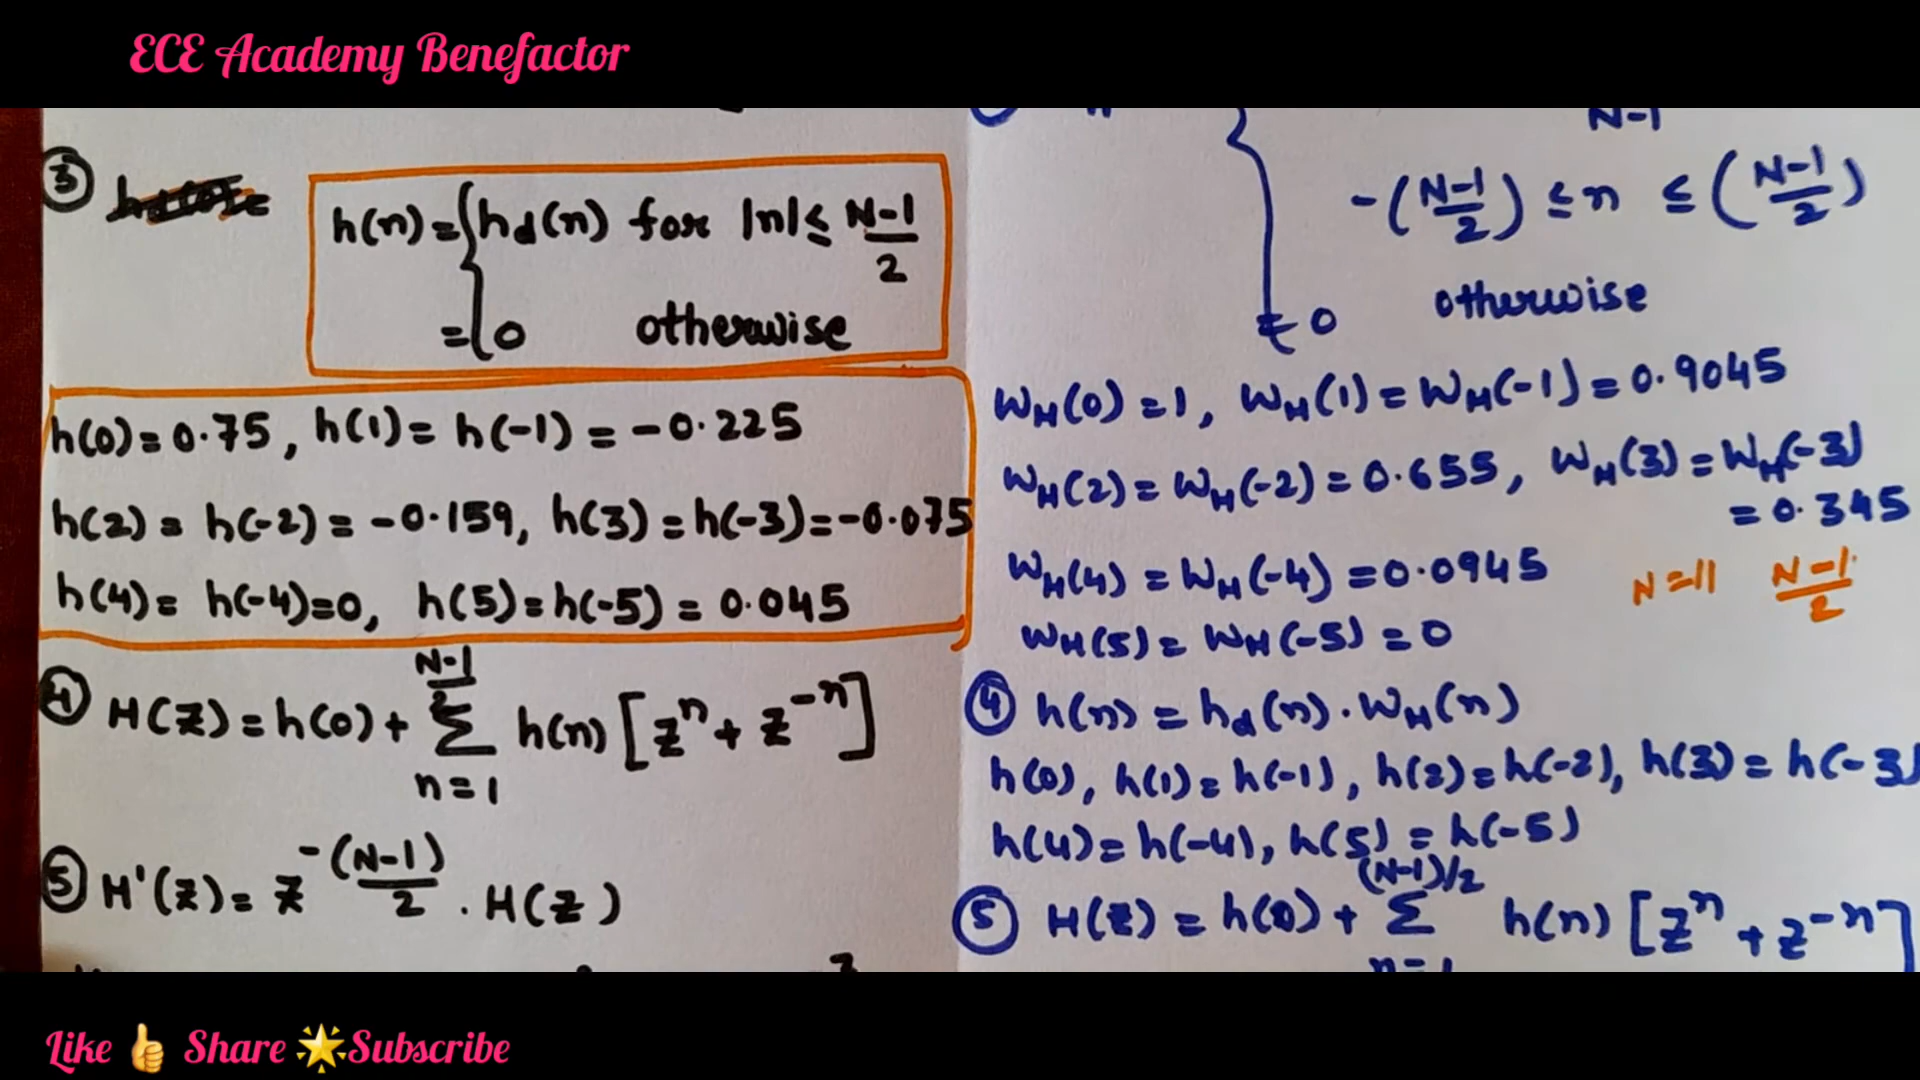 ECE Academy Benefactor
③
h(n) = { hd(n) for |n| ≤ N-1/2
= { 0 otherwise
h(0) = 0.75, h(1) = h(-1) = -0.225
h(2) = h(-2) = -0.159, h(3) = h(-3) = -0.075
h(4) = h(-4)=0, h(5) = h(-5) = 0.045
④ H(Z) = h(0) + Σ n=1 N-1/2 h(n) [z^n + z^-n]
⑤ H'(z) = z^-(N-1)/2 . H(z)
N-1
-(N-1/2) ≤ n ≤ (N-1/2)
= 0 otherwise
WH(0) = 1, WH(1) = WH(-1) = 0.9045
WH(2) = WH(-2) = 0.655, WH(3) = WH(-3)
= 0.345
WH(4) = WH(-4) = 0.0945
N=11 N-1/2
WH(5) = WH(-5) = 0
④ h(n) = hd(n) . WH(n)
h(0), h(1) = h(-1), h(2) = h(-2), h(3) = h(-3)
h(4) = h(-4), h(5) = h(-5)
⑤ H(z) = h(0) + Σ n=1 (N-1)/2 h(n) [z^n + z^-n]
Like 👍 Share 🌟Subscribe